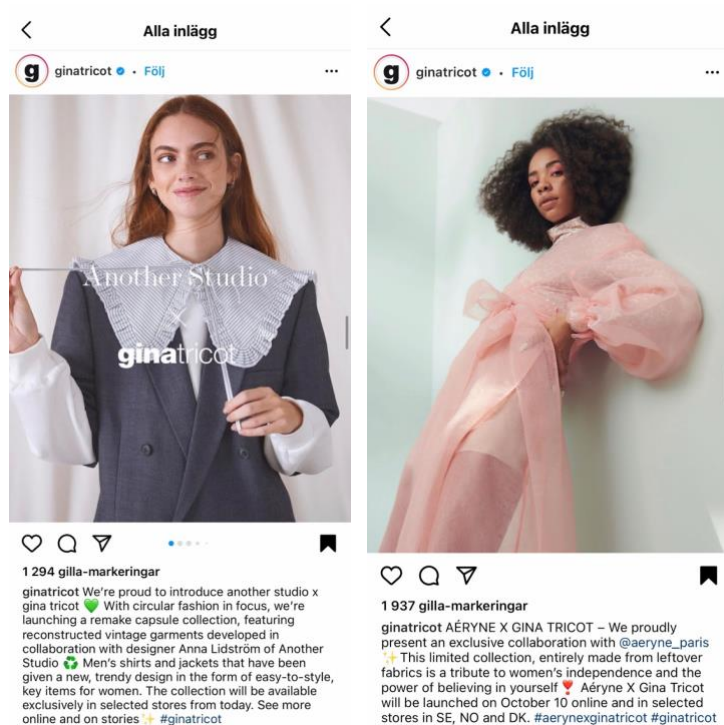 Alla inlägg
g
ginatricot • Följ
Another Studio™
×
ginatricot
1 294 gilla-markeringar
ginatricot We’re proud to introduce another studio x
gina tricot 💚 With circular fashion in focus, we’re
launching a remake capsule collection, featuring
reconstructed vintage garments developed in
collaboration with designer Anna Lidström of Another
Studio ♻️ Men’s shirts and jackets that have been
given a new, trendy design in the form of easy-to-style,
key items for women. The collection will be available
exclusively in selected stores from today. See more
online and on stories ✨ #ginatricot
Alla inlägg
g
ginatricot • Följ
1 937 gilla-markeringar
ginatricot AÉRYNE X GINA TRICOT – We proudly
present an exclusive collaboration with @aeryne_paris
✨ This limited collection, entirely made from leftover
fabrics is a tribute to women’s independence and the
power of believing in yourself ❣️ Aéryne X Gina Tricot
will be launched on October 10 online and in selected
stores in SE, NO and DK. #aerynexginatricot #ginatricot